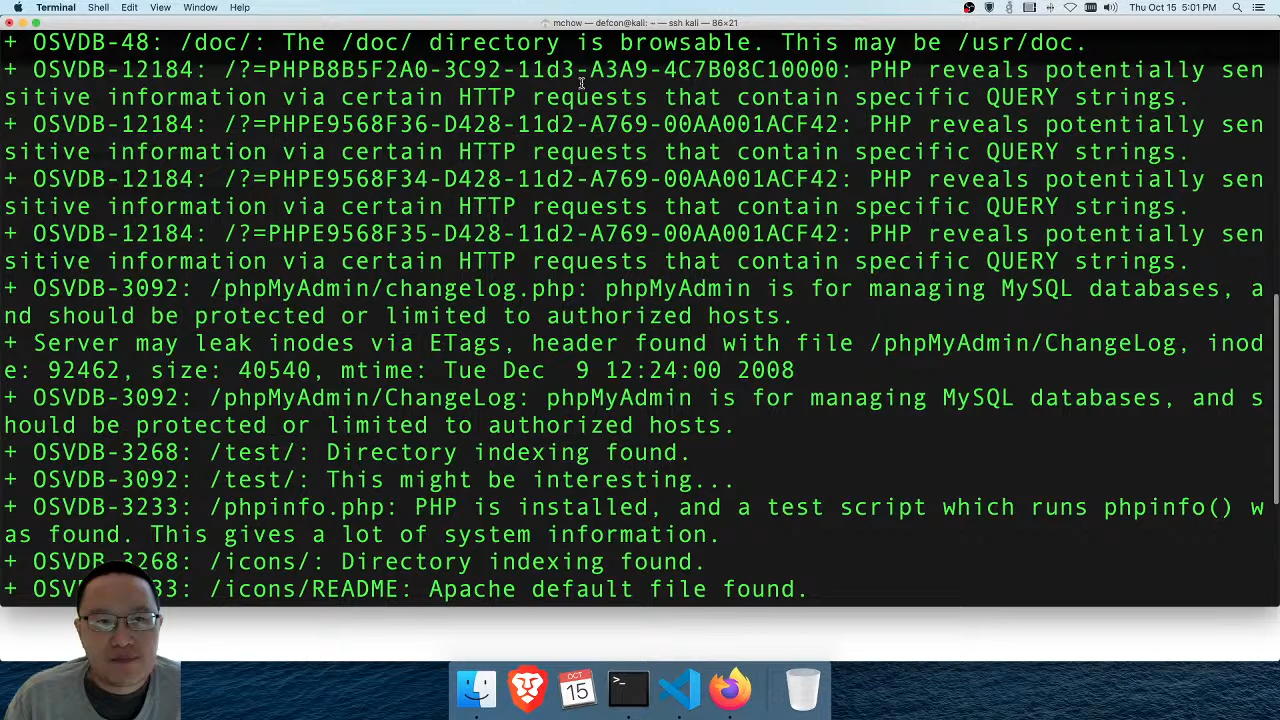 Terminal Shell Edit View Window Help Thu Oct 15 5:01 PM
mchow — defcon@kali: ~ — ssh kali — 86×21
+ OSVDB-48: /doc/: The /doc/ directory is browsable. This may be /usr/doc.
+ OSVDB-12184: /?=PHPB8B5F2A0-3C92-11d3-A3A9-4C7B08C10000: PHP reveals potentially sen
sitive information via certain HTTP requests that contain specific QUERY strings.
+ OSVDB-12184: /?=PHPE9568F36-D428-11d2-A769-00AA001ACF42: PHP reveals potentially sen
sitive information via certain HTTP requests that contain specific QUERY strings.
+ OSVDB-12184: /?=PHPE9568F34-D428-11d2-A769-00AA001ACF42: PHP reveals potentially sen
sitive information via certain HTTP requests that contain specific QUERY strings.
+ OSVDB-12184: /?=PHPE9568F35-D428-11d2-A769-00AA001ACF42: PHP reveals potentially sen
sitive information via certain HTTP requests that contain specific QUERY strings.
+ OSVDB-3092: /phpMyAdmin/changelog.php: phpMyAdmin is for managing MySQL databases, a
nd should be protected or limited to authorized hosts.
+ Server may leak inodes via ETags, header found with file /phpMyAdmin/ChangeLog, inod
e: 92462, size: 40540, mtime: Tue Dec  9 12:24:00 2008
+ OSVDB-3092: /phpMyAdmin/ChangeLog: phpMyAdmin is for managing MySQL databases, and s
hould be protected or limited to authorized hosts.
+ OSVDB-3268: /test/: Directory indexing found.
+ OSVDB-3092: /test/: This might be interesting...
+ OSVDB-3233: /phpinfo.php: PHP is installed, and a test script which runs phpinfo() w
as found. This gives a lot of system information.
+ OSVDB-3268: /icons/: Directory indexing found.
+ OSV 33: /icons/README: Apache default file found.
OCT
15